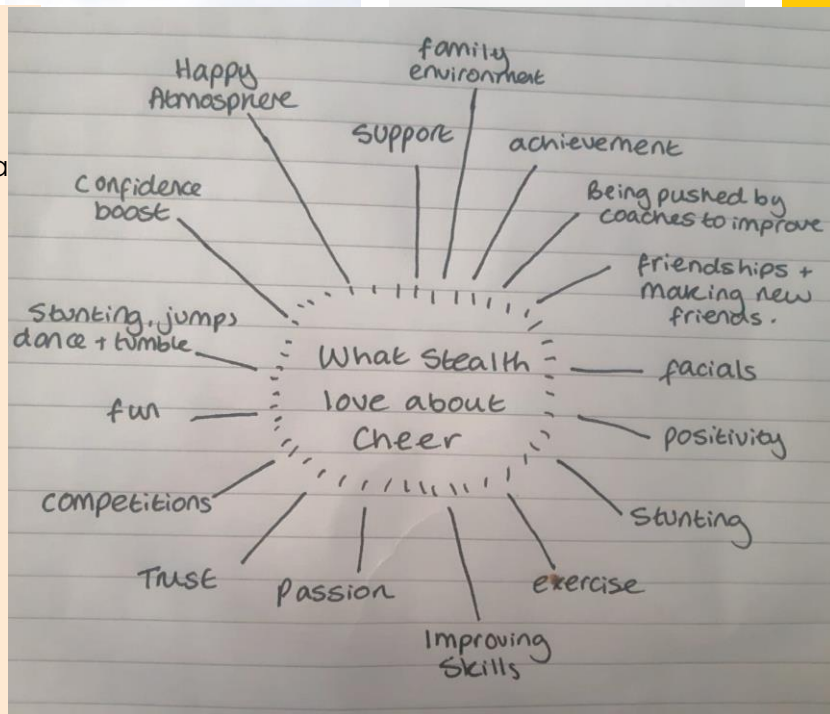 a
family
environment
Happy
Atmosphere
Support
achievement
Being pushed by
coaches to improve
Confidence
boost
friendships +
making new
friends.
Stunting, jumps
dance + tumble
What Stealth
love about
Cheer
facials
fun
positivity
competitions
Stunting
Trust
Passion
exercise
Improving
Skills